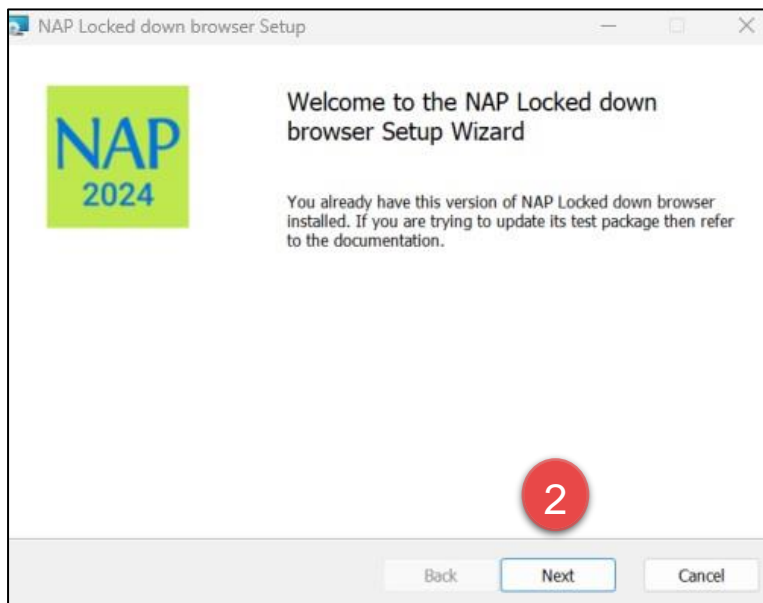 NAP Locked down browser Setup
NAP
2024
Welcome to the NAP Locked down
browser Setup Wizard
You already have this version of NAP Locked down browser
installed. If you are trying to update its test package then refer
to the documentation.
2
Back Next Cancel